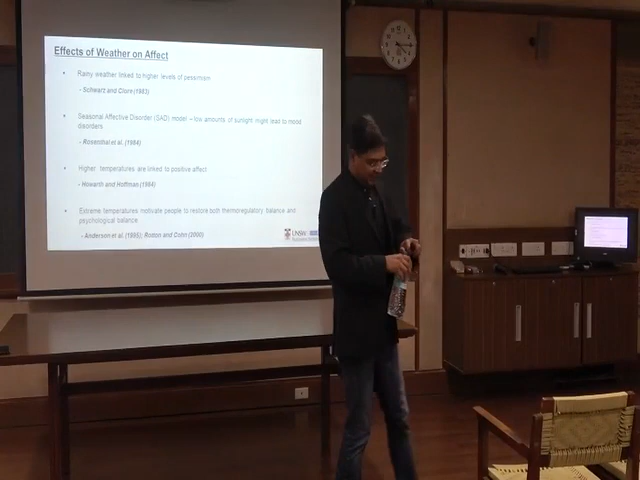 Effects of Weather on Affect
• Rainy weather linked to higher levels of pessimism
- Schwarz and Clore (1983)
• Seasonal Affective Disorder (SAD) model – low amounts of sunlight might lead to mood
disorders
- Rosenthal et al. (1984)
• Higher temperatures are linked to positive affect
- Howarth and Hoffman (1984)
• Extreme temperatures motivate people to restore both thermoregulatory balance and
psychological balance
- Anderson et al. (1995); Rotton and Cohn (2000)
UNSW